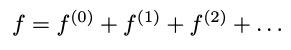 f = f^{(0)} + f^{(1)} + f^{(2)} + ...